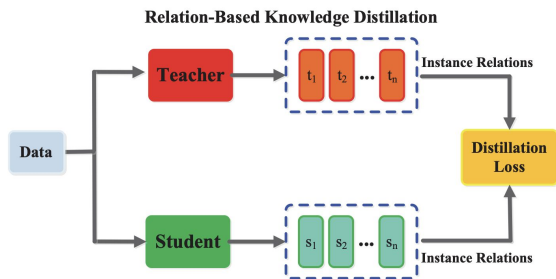 Relation-Based Knowledge Distillation
Teacher
t1 t2 ... tn
Instance Relations
Data
Distillation
Loss
Student
s1 s2 ... sn
Instance Relations